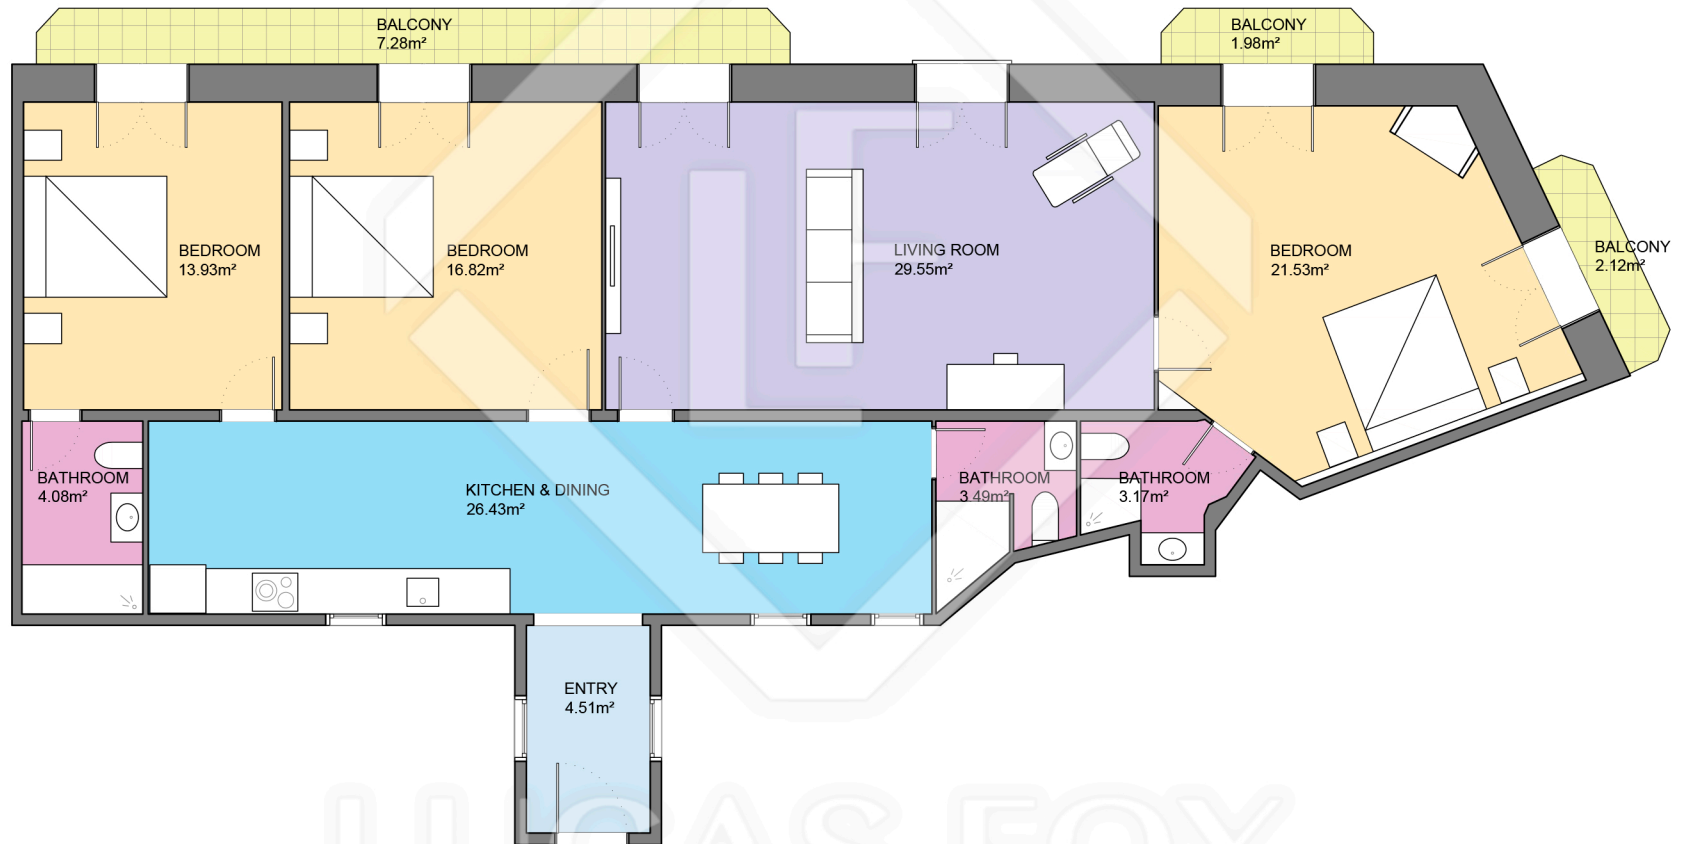 BALCONY
7.28m²
BALCONY
1.98m²
BEDROOM
13.93m²
BEDROOM
16.82m²
LIVING ROOM
29.55m²
BEDROOM
21.53m²
BALCONY
2.12m²
BATHROOM
4.08m²
KITCHEN & DINING
26.43m²
BATHROOM
3.49m²
BATHROOM
3.17m²
ENTRY
4.51m²
LUCAS FOX